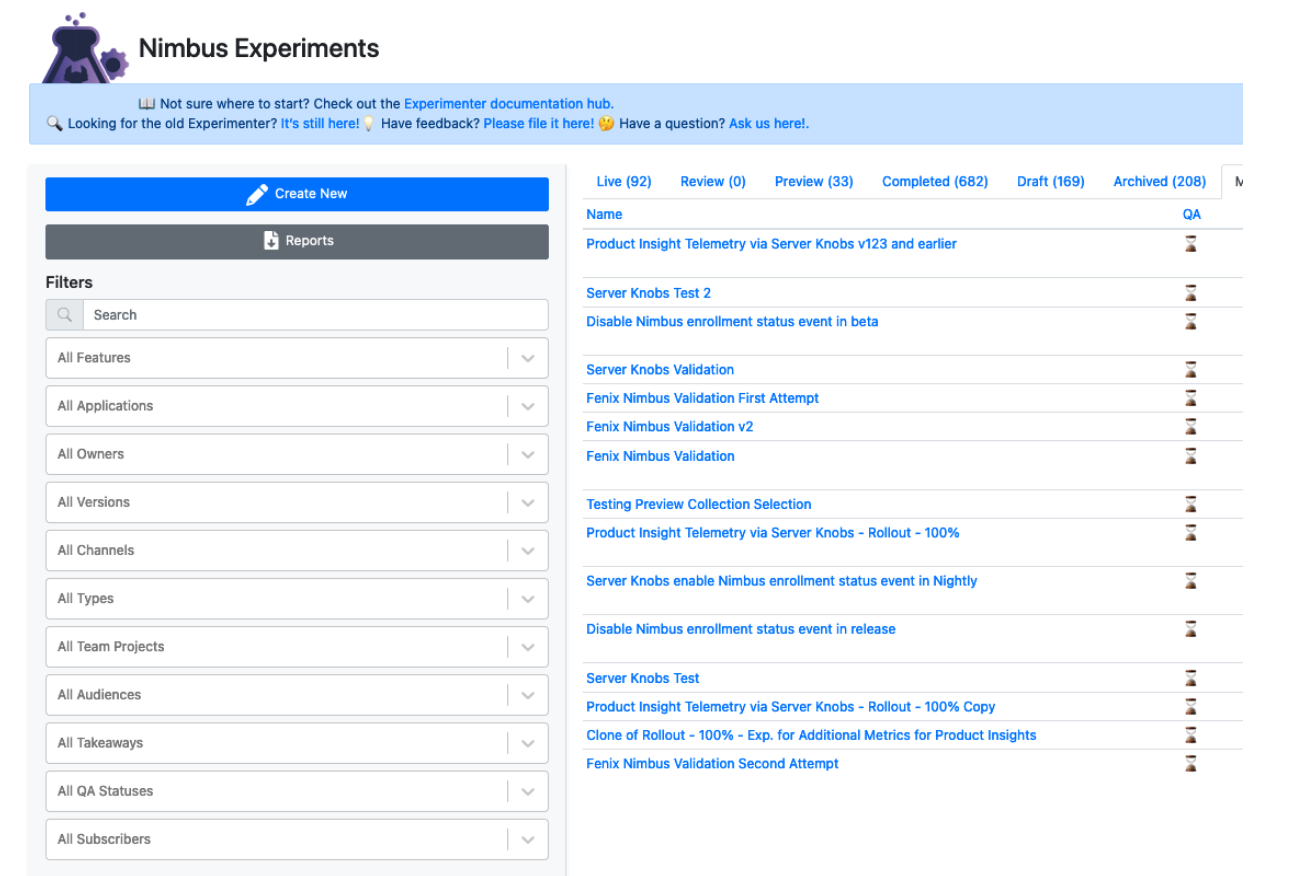 Nimbus Experiments
📖 Not sure where to start? Check out the Experimenter documentation hub.
🔍 Looking for the old Experimenter? It's still here! 💡 Have feedback? Please file it here! 🤔 Have a question? Ask us here!.
Create New
Reports
Filters
Search
All Features
All Applications
All Owners
All Versions
All Channels
All Types
All Team Projects
All Audiences
All Takeaways
All QA Statuses
All Subscribers
Live (92) Review (0) Preview (33) Completed (682) Draft (169) Archived (208)
Name QA
Product Insight Telemetry via Server Knobs v123 and earlier
Server Knobs Test 2
Disable Nimbus enrollment status event in beta
Server Knobs Validation
Fenix Nimbus Validation First Attempt
Fenix Nimbus Validation v2
Fenix Nimbus Validation
Testing Preview Collection Selection
Product Insight Telemetry via Server Knobs - Rollout - 100%
Server Knobs enable Nimbus enrollment status event in Nightly
Disable Nimbus enrollment status event in release
Server Knobs Test
Product Insight Telemetry via Server Knobs - Rollout - 100% Copy
Clone of Rollout - 100% - Exp. for Additional Metrics for Product Insights
Fenix Nimbus Validation Second Attempt